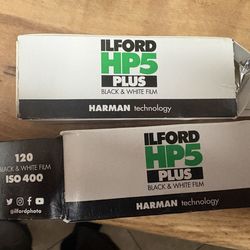 ILFORD
HP5
PLUS
BLACK & WHITE FILM
HARMAN technology
120
BLACK & WHITE FILM
ISO 400
@ilfordphoto
ILFORD
HP5
PLUS
BLACK & WHITE FILM
HARMAN technology